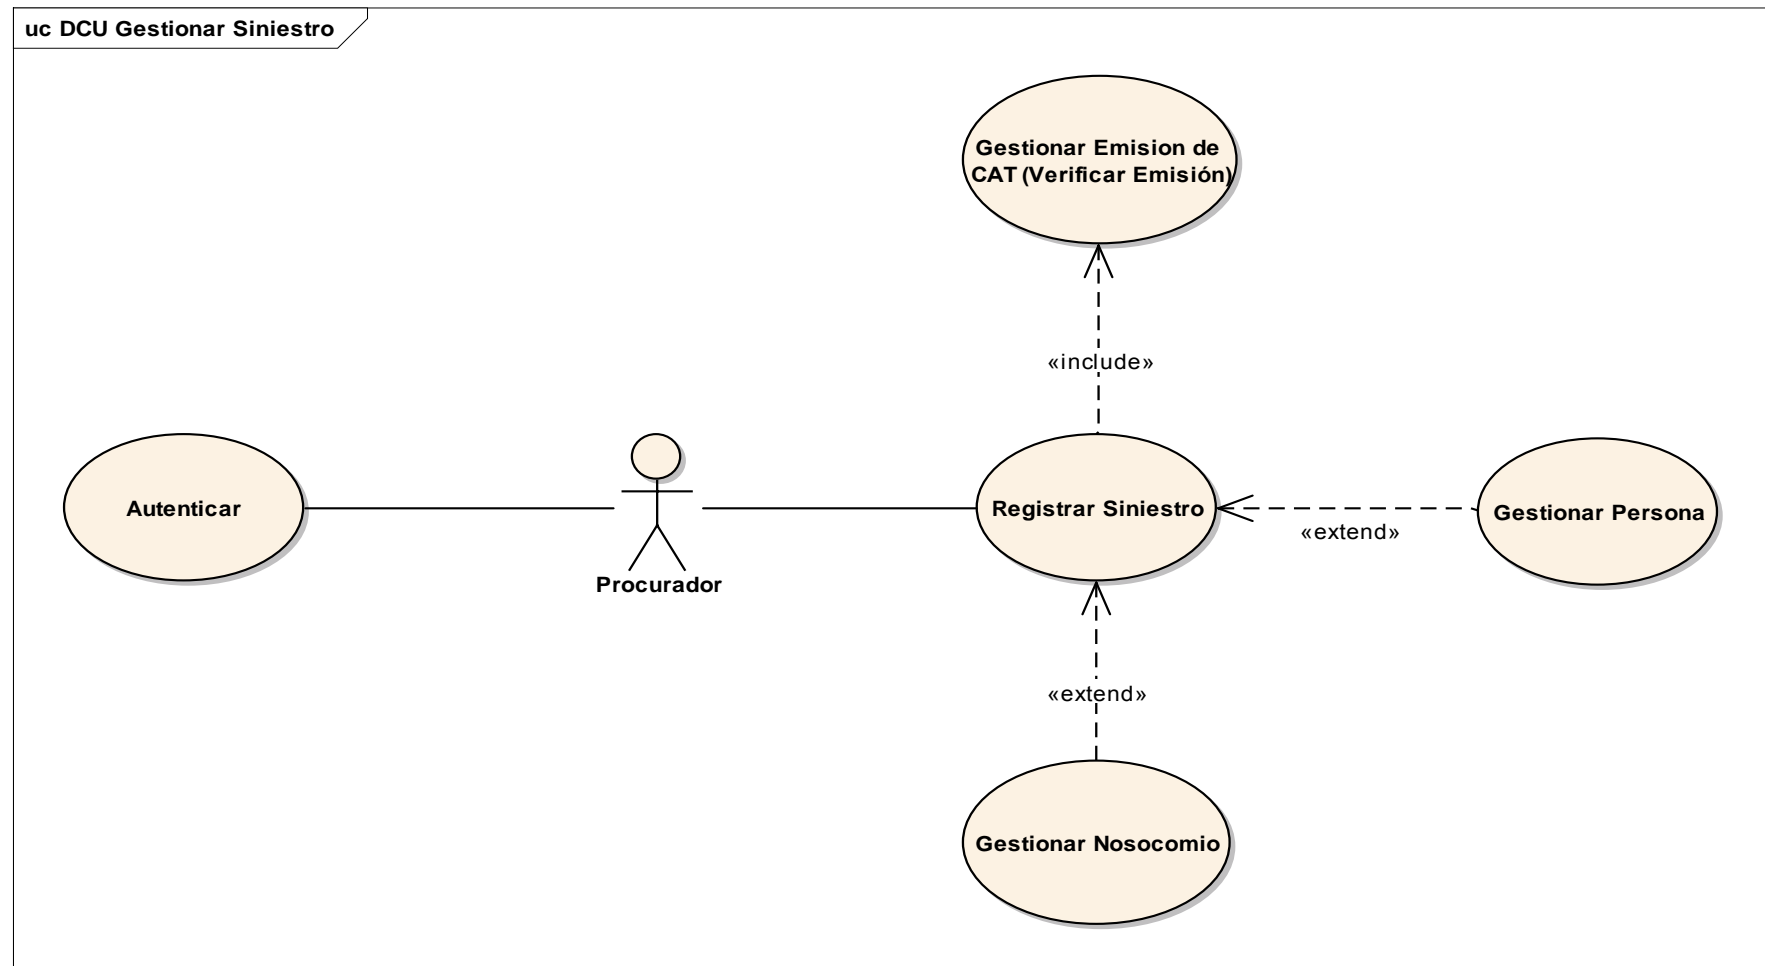 uc DCU Gestionar Siniestro
Gestionar Emision de
CAT (Verificar Emisión)
«include»
Autenticar
Procurador
Registrar Siniestro
«extend»
Gestionar Persona
«extend»
Gestionar Nosocomio